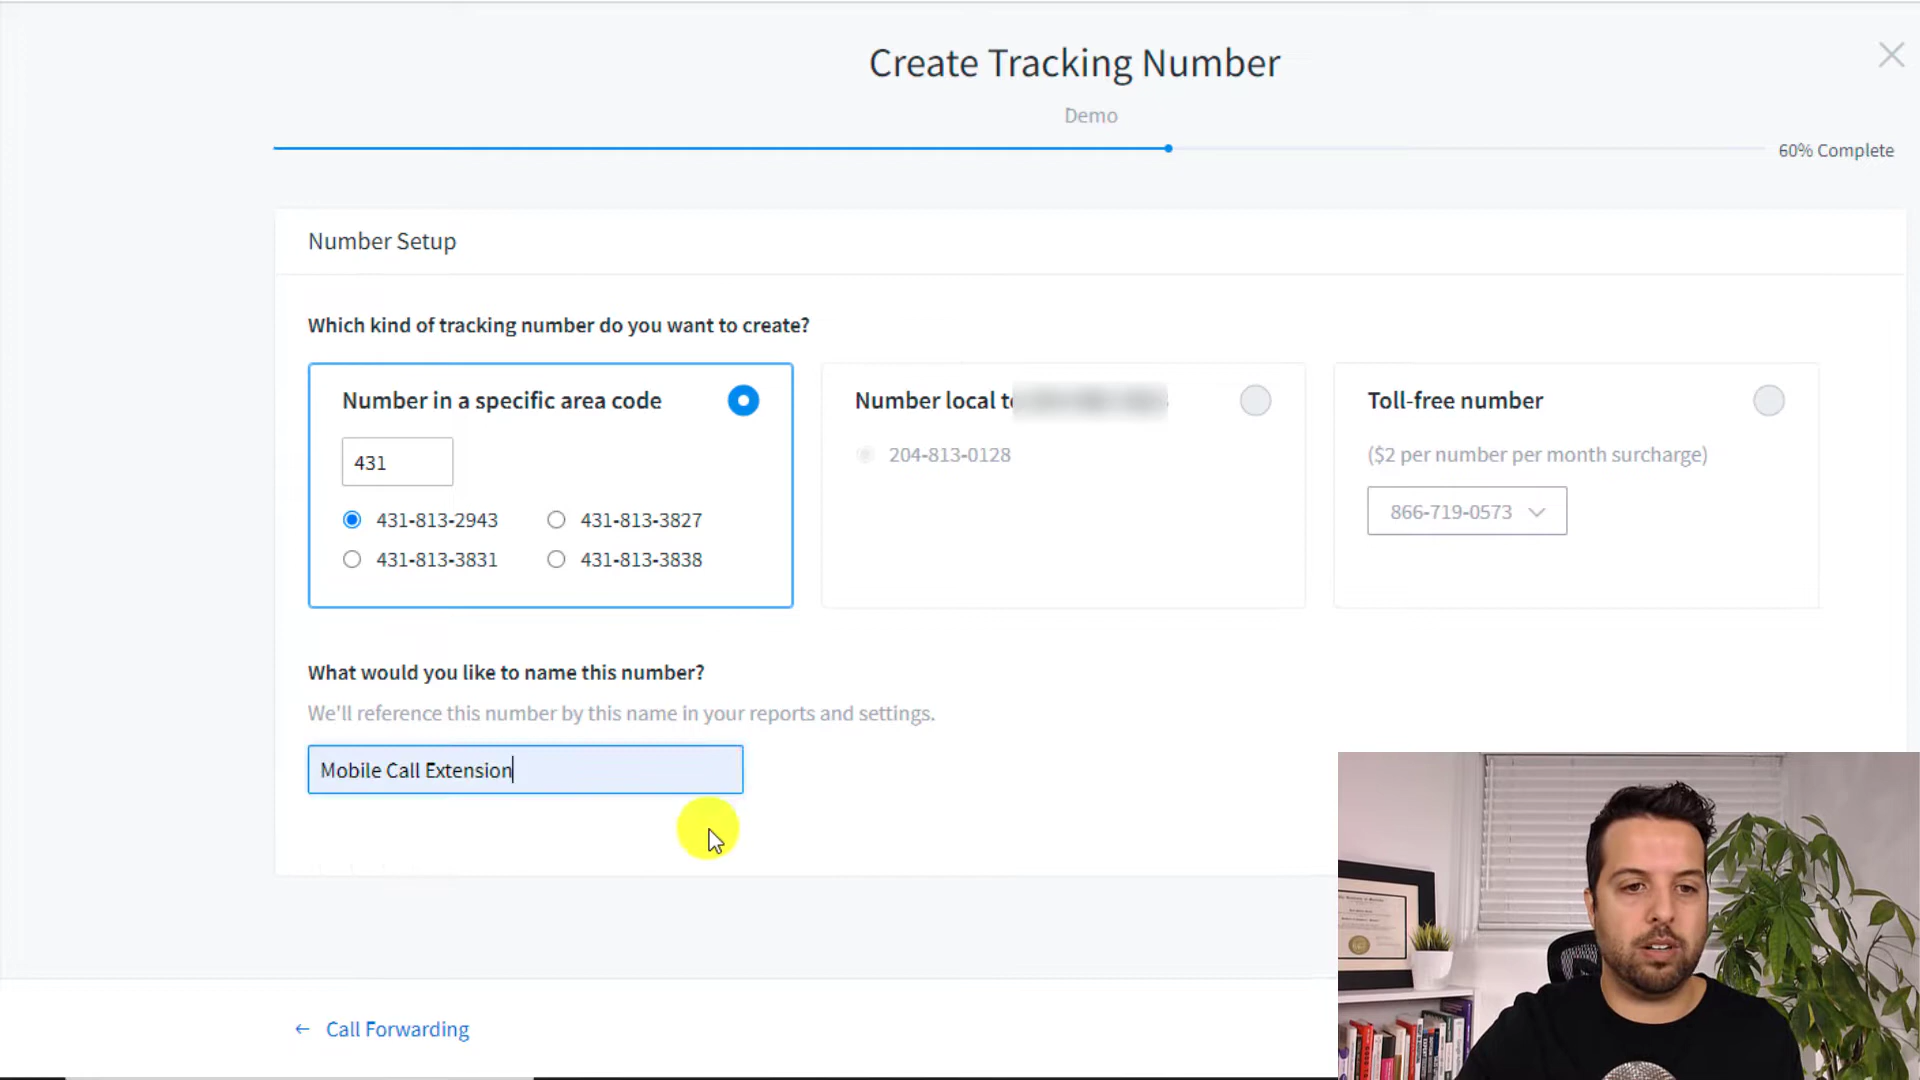 Create Tracking Number
Demo
60% Complete
Number Setup
Which kind of tracking number do you want to create?
Number in a specific area code
431
431-813-2943
431-813-3827
431-813-3831
431-813-3838
Number local to
204-813-0128
Toll-free number
($2 per number per month surcharge)
866-719-0573
What would you like to name this number?
We'll reference this number by this name in your reports and settings.
Mobile Call Extension
← Call Forwarding